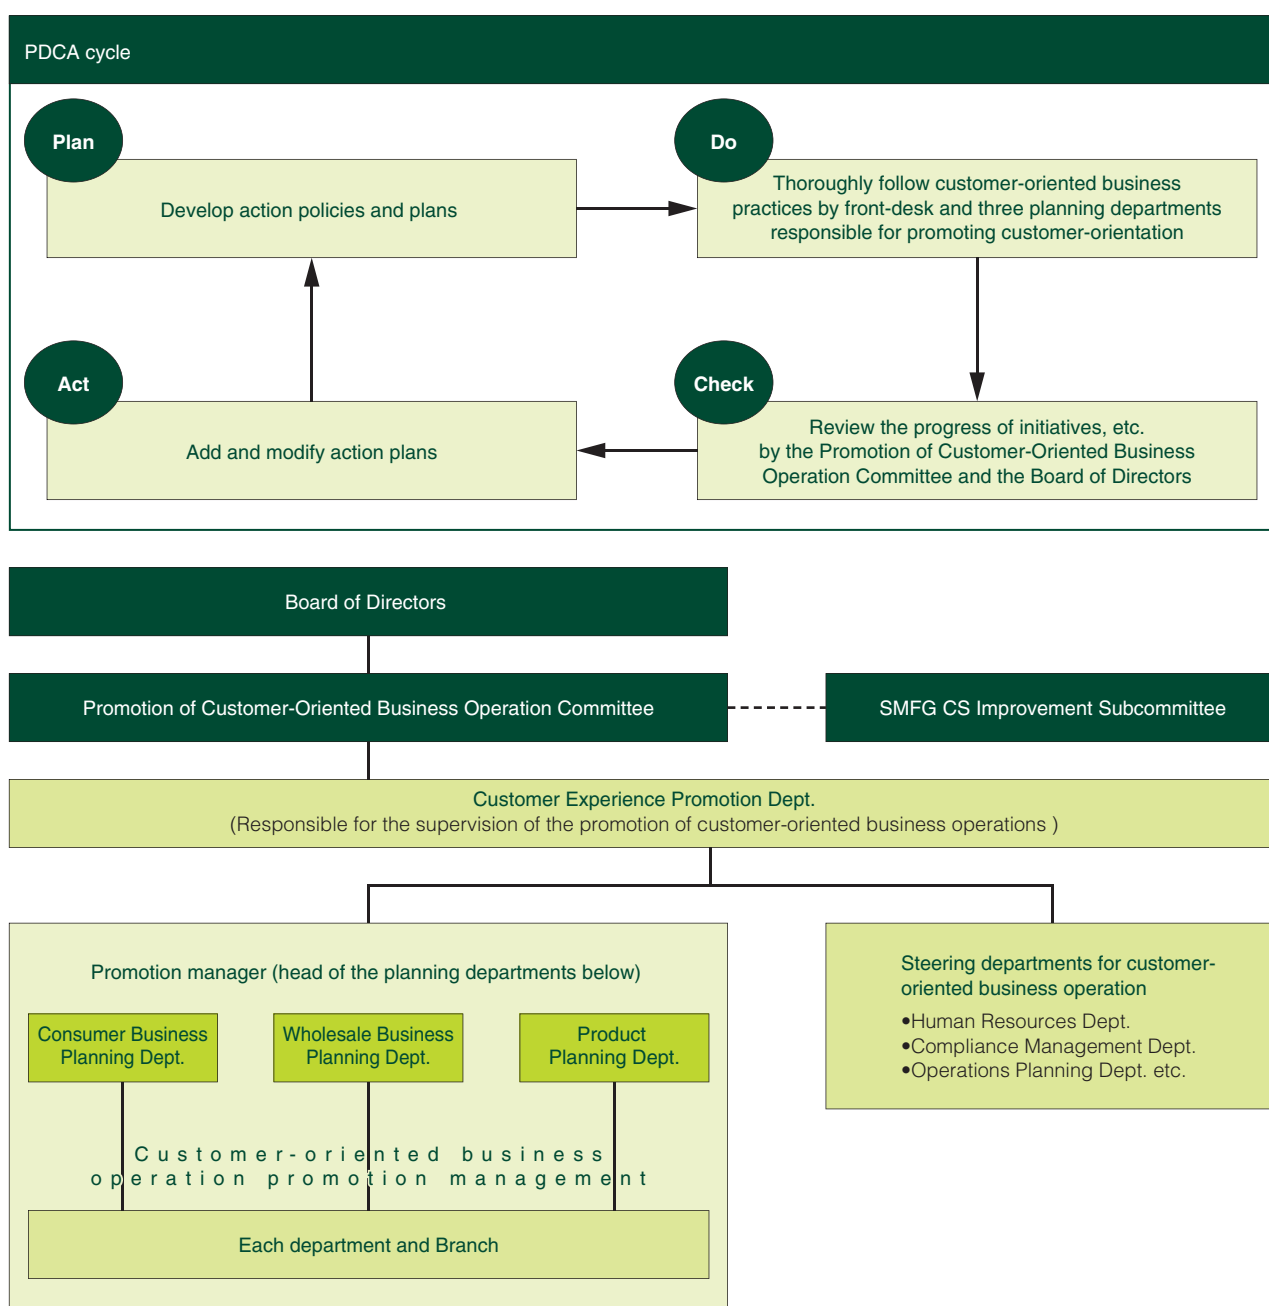 PDCA cycle
Plan
Develop action policies and plans
Do
Thoroughly follow customer-oriented business
practices by front-desk and three planning departments
responsible for promoting customer-orientation
Act
Add and modify action plans
Check
Review the progress of initiatives, etc.
by the Promotion of Customer-Oriented Business
Operation Committee and the Board of Directors
Board of Directors
Promotion of Customer-Oriented Business Operation Committee
SMFG CS Improvement Subcommittee
Customer Experience Promotion Dept.
(Responsible for the supervision of the promotion of customer-oriented business operations )
Promotion manager (head of the planning departments below)
Consumer Business
Planning Dept.
Wholesale Business
Planning Dept.
Product
Planning Dept.
Customer-oriented business
operation promotion management
Each department and Branch
Steering departments for customer-
oriented business operation
•Human Resources Dept.
•Compliance Management Dept.
•Operations Planning Dept. etc.